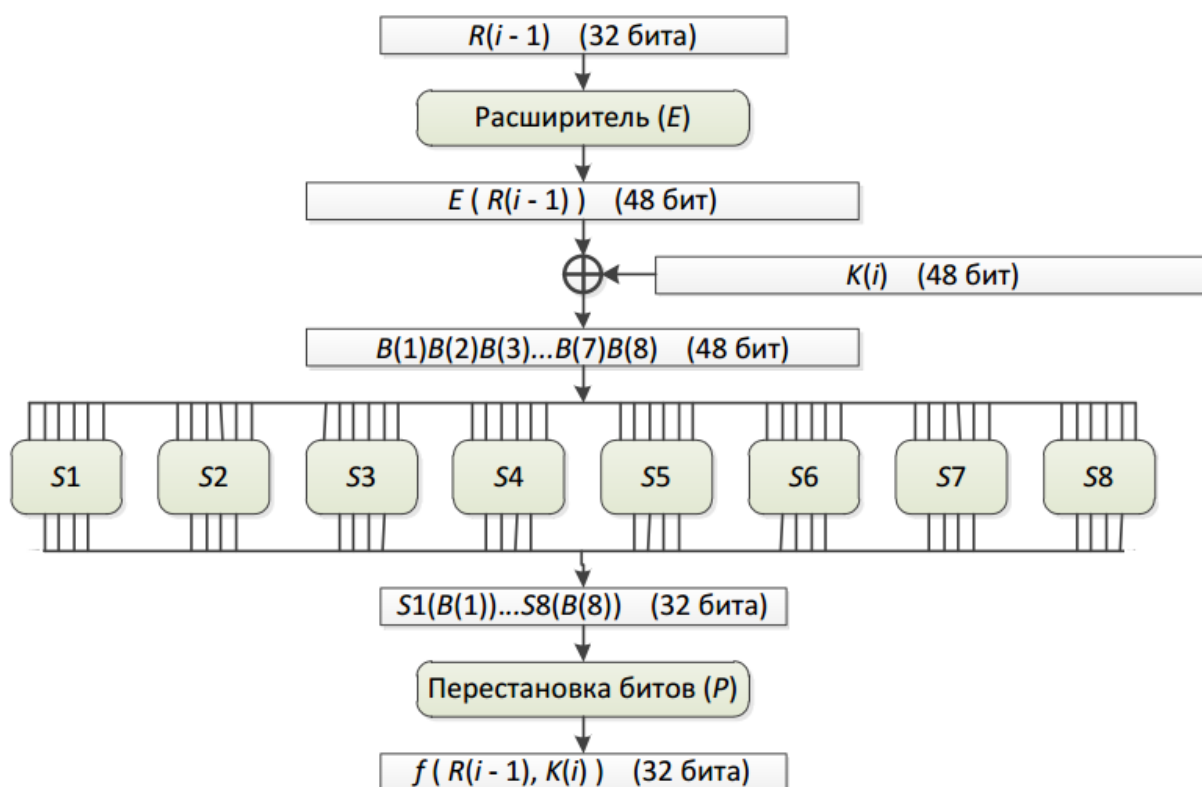 R(i - 1) (32 бита)
Расширитель (E)
E ( R(i - 1) ) (48 бит)
K(i) (48 бит)
B(1)B(2)B(3)...B(7)B(8) (48 бит)
S1 S2 S3 S4 S5 S6 S7 S8
S1(B(1))...S8(B(8)) (32 бита)
Перестановка битов (P)
f ( R(i - 1), K(i) ) (32 бита)